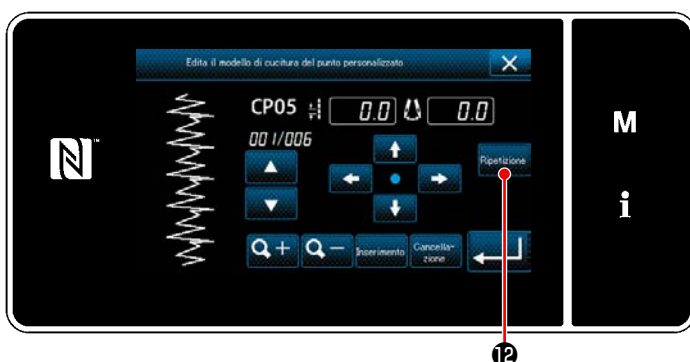 Edita il modello di cucitura del punto personalizzato
CP05 0.0 0.0
001/006
Ripetizione
Inserimento
Cancella-
zione
M
i
N
⓬